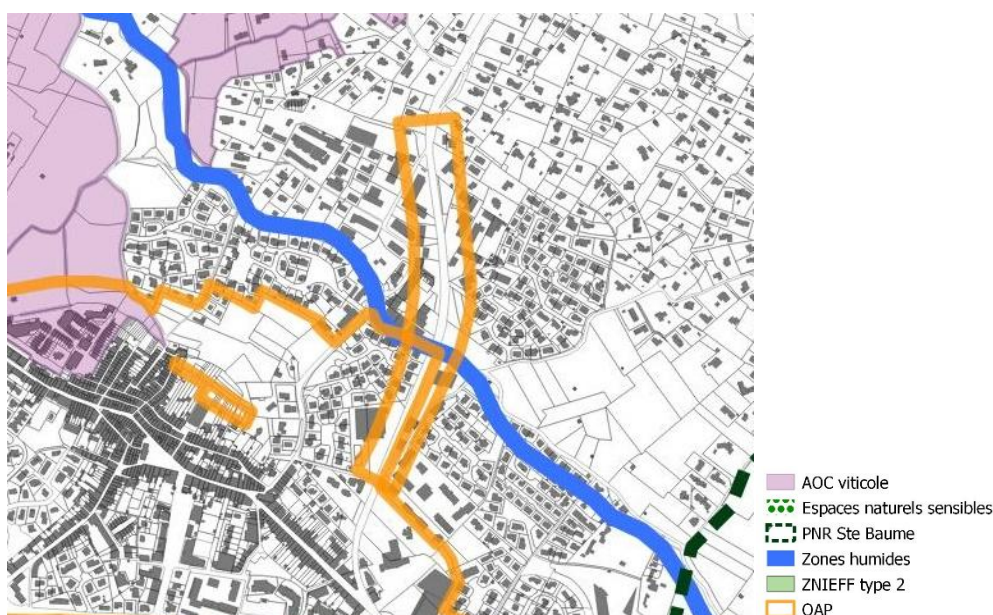 AOC viticole
Espaces naturels sensibles
PNR Ste Baume
Zones humides
ZNIEFF type 2
OAP